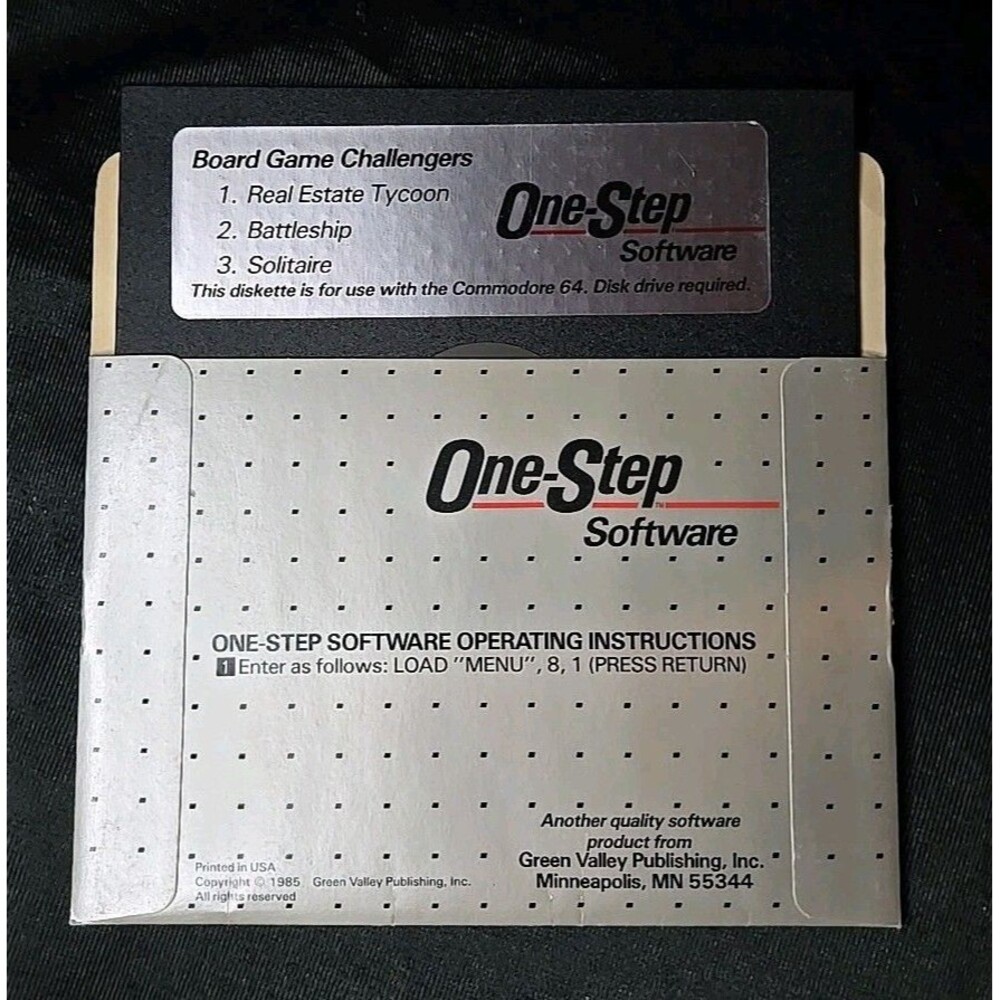 Board Game Challengers
1. Real Estate Tycoon
2. Battleship
3. Solitaire
One-Step
Software
This diskette is for use with the Commodore 64. Disk drive required.
One-Step™
Software
ONE-STEP SOFTWARE OPERATING INSTRUCTIONS
1 Enter as follows: LOAD "MENU", 8, 1 (PRESS RETURN)
Another quality software
product from
Green Valley Publishing, Inc.
Minneapolis, MN 55344
Printed in USA
Copyright © 1985 Green Valley Publishing, Inc.
All rights reserved